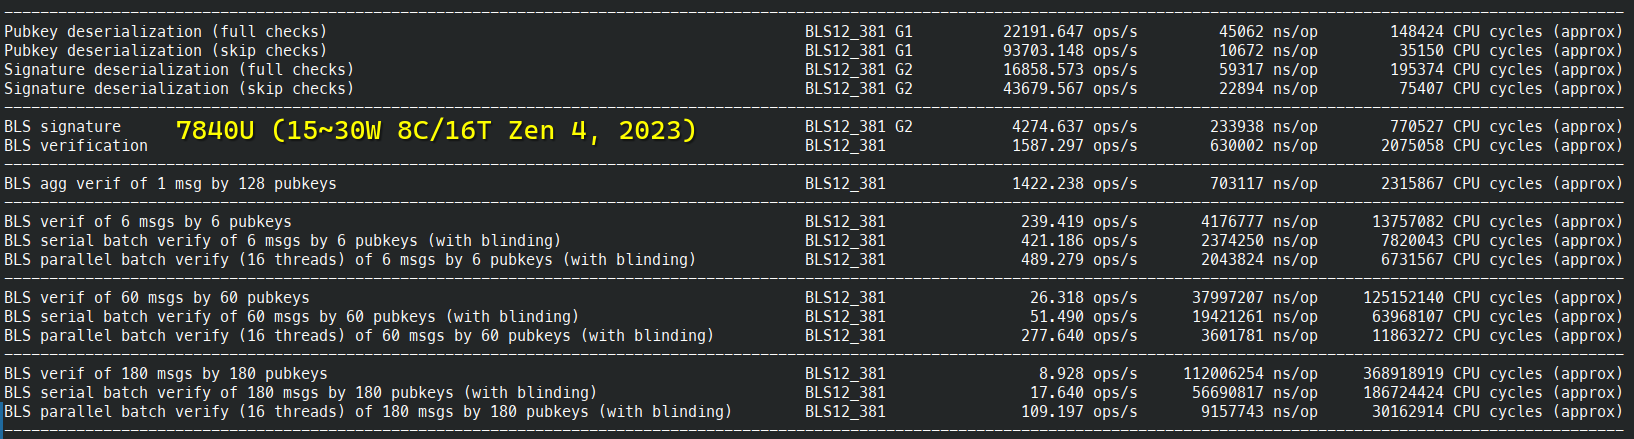 Pubkey deserialization (full checks) BLS12_381 G1 22191.647 ops/s 45062 ns/op 148424 CPU cycles (approx)
Pubkey deserialization (skip checks) BLS12_381 G1 93703.148 ops/s 10672 ns/op 35150 CPU cycles (approx)
Signature deserialization (full checks) BLS12_381 G2 16858.573 ops/s 59317 ns/op 195374 CPU cycles (approx)
Signature deserialization (skip checks) BLS12_381 G2 43679.567 ops/s 22894 ns/op 75407 CPU cycles (approx)
BLS signature BLS12_381 G2 4274.637 ops/s 233938 ns/op 770527 CPU cycles (approx)
7840U (15~30W 8C/16T Zen 4, 2023)
BLS verification BLS12_381 1587.297 ops/s 630002 ns/op 2075058 CPU cycles (approx)
BLS agg verif of 1 msg by 128 pubkeys BLS12_381 1422.238 ops/s 703117 ns/op 2315867 CPU cycles (approx)
BLS verif of 6 msgs by 6 pubkeys BLS12_381 239.419 ops/s 4176777 ns/op 13757082 CPU cycles (approx)
BLS serial batch verify of 6 msgs by 6 pubkeys (with blinding) BLS12_381 421.186 ops/s 2374250 ns/op 7820043 CPU cycles (approx)
BLS parallel batch verify (16 threads) of 6 msgs by 6 pubkeys (with blinding) BLS12_381 489.279 ops/s 2043824 ns/op 6731567 CPU cycles (approx)
BLS verif of 60 msgs by 60 pubkeys BLS12_381 26.318 ops/s 37997207 ns/op 125152140 CPU cycles (approx)
BLS serial batch verify of 60 msgs by 60 pubkeys (with blinding) BLS12_381 51.490 ops/s 19421261 ns/op 63968107 CPU cycles (approx)
BLS parallel batch verify (16 threads) of 60 msgs by 60 pubkeys (with blinding) BLS12_381 277.640 ops/s 3601781 ns/op 11863272 CPU cycles (approx)
BLS verif of 180 msgs by 180 pubkeys BLS12_381 8.928 ops/s 112006254 ns/op 368918919 CPU cycles (approx)
BLS serial batch verify of 180 msgs by 180 pubkeys (with blinding) BLS12_381 17.640 ops/s 56690817 ns/op 186724424 CPU cycles (approx)
BLS parallel batch verify (16 threads) of 180 msgs by 180 pubkeys (with blinding) BLS12_381 109.197 ops/s 9157743 ns/op 30162914 CPU cycles (approx)